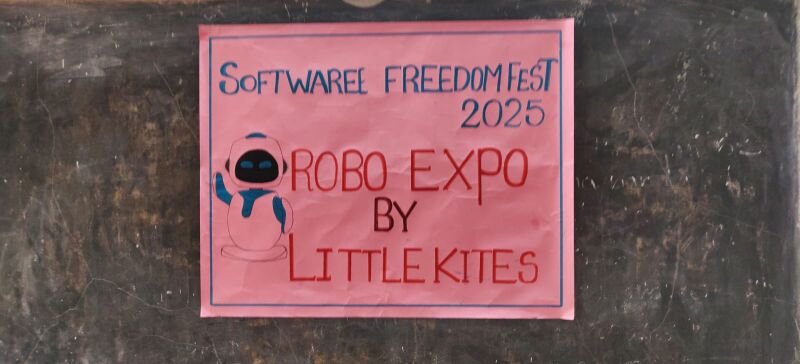 SOFTWAREE FREEDOM FEST
2025
ROBO EXPO
BY
LITTLE KITES